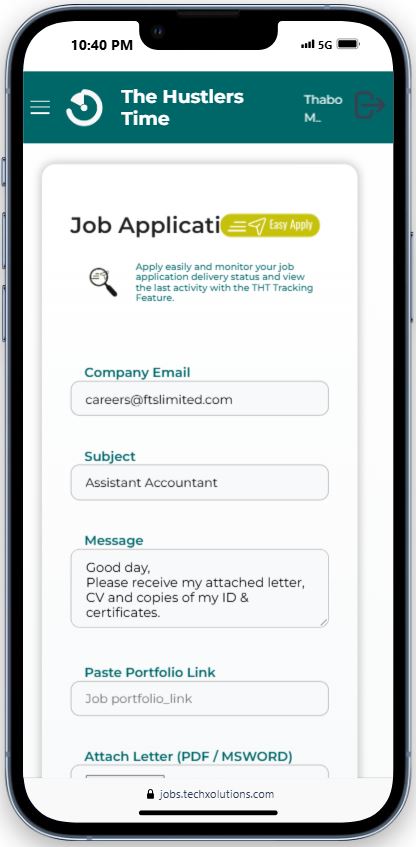 10:40 PM
5G
The Hustlers
Time
Thabo
M..
Job Applicati
Easy Apply
Apply easily and monitor your job
application delivery status and view
the last activity with the THT Tracking
Feature.
Company Email
careers@ftslimited.com
Subject
Assistant Accountant
Message
Good day,
Please receive my attached letter,
CV and copies of my ID &
certificates.
Paste Portfolio Link
Job portfolio_link
Attach Letter (PDF / MSWORD)
jobs.techxolutions.com